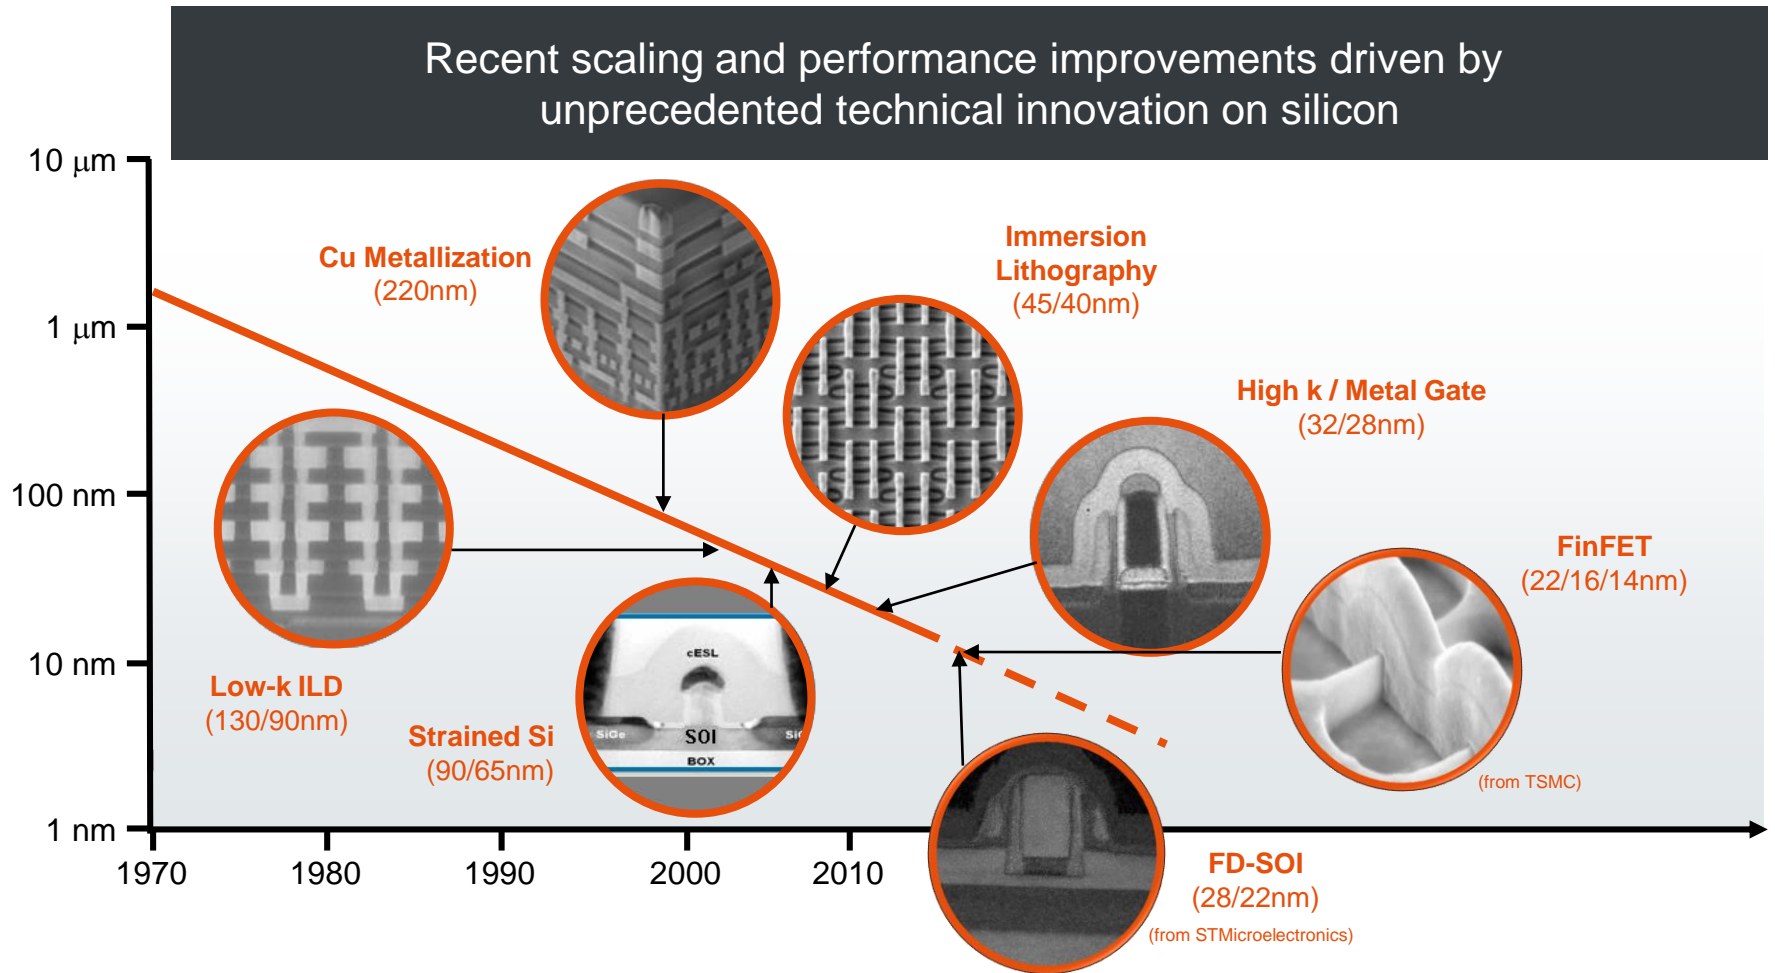 Recent scaling and performance improvements driven by
unprecedented technical innovation on silicon
10 μm
1 μm
100 nm
10 nm
1 nm
1970
1980
1990
2000
2010
Cu Metallization
(220nm)
Immersion
Lithography
(45/40nm)
High k / Metal Gate
(32/28nm)
FinFET
(22/16/14nm)
(from TSMC)
Low-k ILD
(130/90nm)
Strained Si
(90/65nm)
cESL
SiGe
SOI
BOX
FD-SOI
(28/22nm)
(from STMicroelectronics)